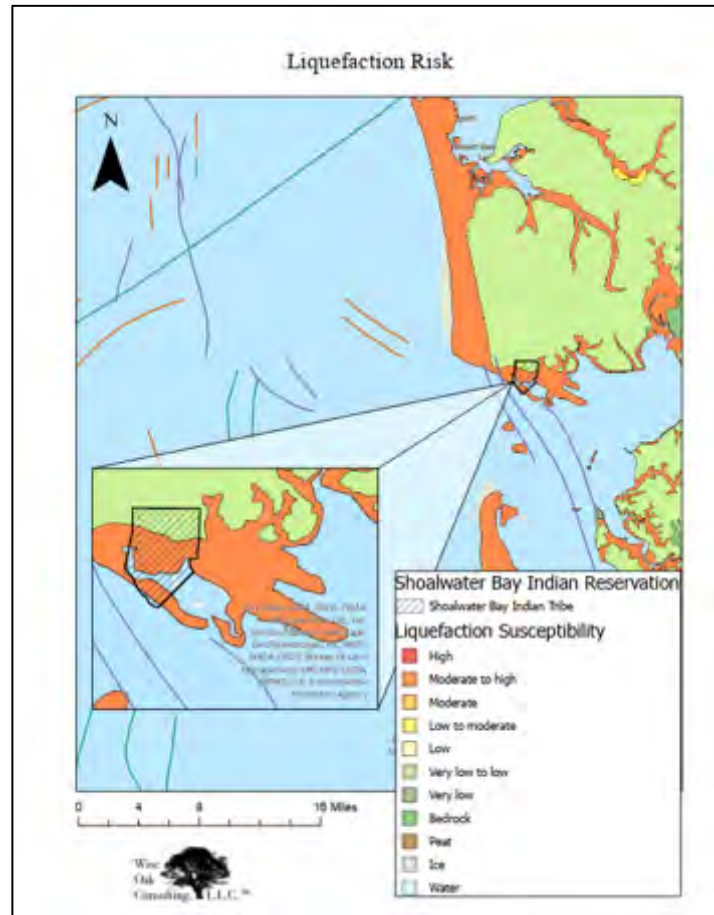 Liquefaction Risk
N
Shoalwater Bay Indian Reservation
Shoalwater Bay Indian Tribe
Liquefaction Susceptibility
High
Moderate to high
Moderate
Low to moderate
Low
Very low to low
Very low
Bedrock
Peat
Ice
Water
0 4 8 16 Miles
Wise
Oak
Consulting, L.L.C.™